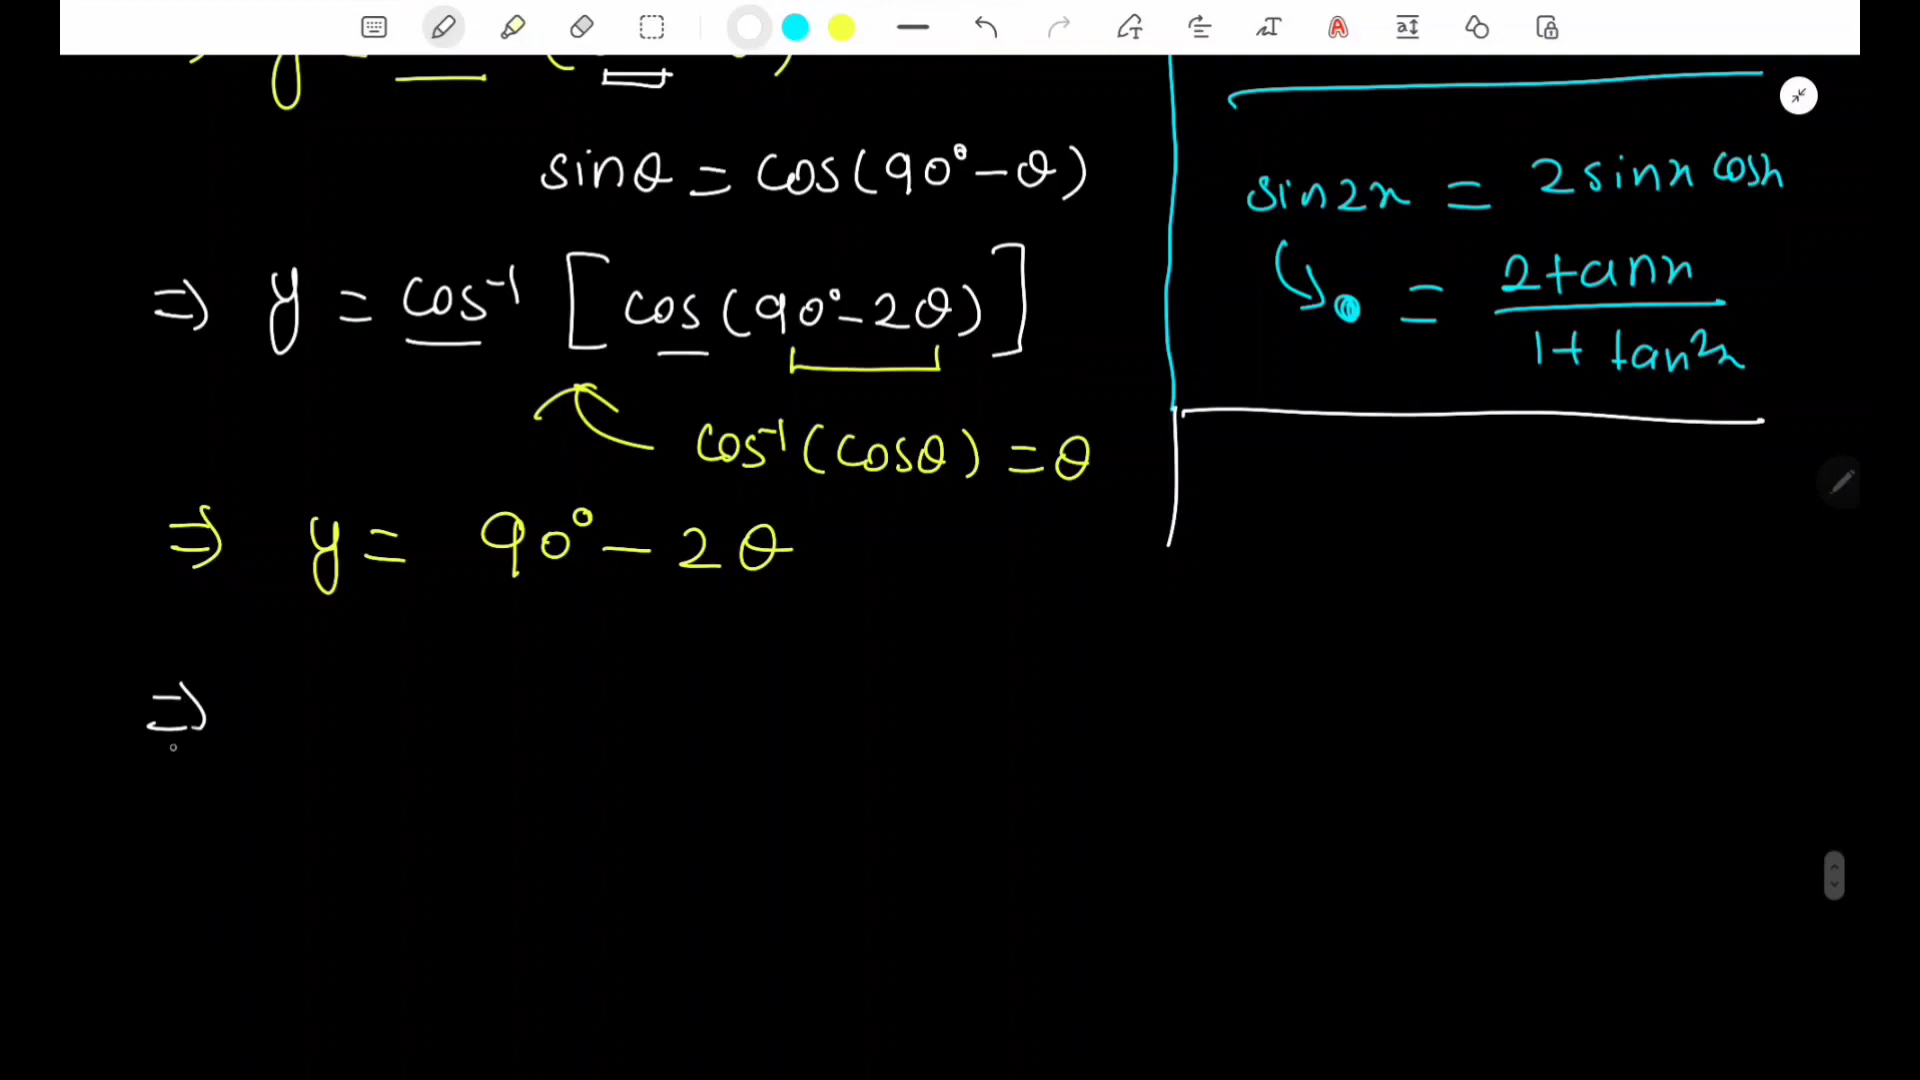 sinθ = cos(90°-θ)
⇒ y = cos⁻¹ [cos(90°-2θ)]
cos⁻¹(cosθ) = θ
⇒ y = 90° - 2θ
⇒
sin2x = 2sinx cosx
= 2tanx
1+ tan²x